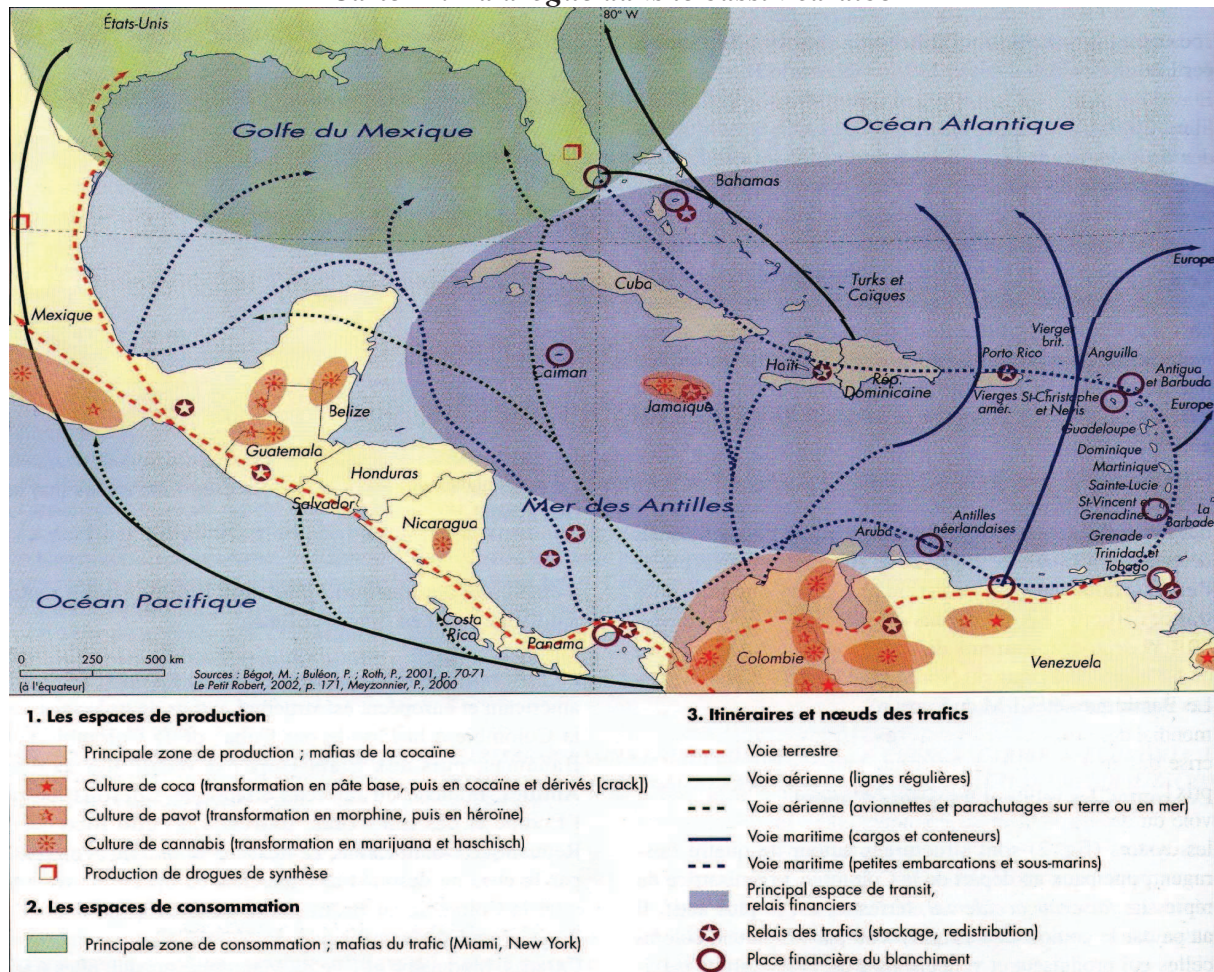 États-Unis
80° W
Golfe du Mexique
Océan Atlantique
Bahamas
Europe
Cuba
Turks et
Caïques
Mexique
Vierges
brit.
Caiman
Haïti
Porto Rico
Anguilla
Antigua
et Barbuda
Belize
Jamaïque
Rép.
Dominicaine
Vierges
amér.
St-Christophe
et Nevis
Europe
Guadeloupe
Guatemala
Honduras
Dominique
Martinique
Salvador
Mer des Antilles
Sainte-Lucie
Nicaragua
Antilles
néerlandaises
St-Vincent et
Grenadines
La
Barbade
Aruba
Grenade
Trinidad et
Tobago
Océan Pacifique
Costa
Rica
Panama
Colombie
Venezuela
0 250 500 km
(à l'équateur)
Sources : Bégot, M. ; Buléon, P. ; Roth, P., 2001, p. 70-71
Le Petit Robert, 2002, p. 171, Meyzonnier, P., 2000
1. Les espaces de production
Principale zone de production ; mafias de la cocaïne
Culture de coca (transformation en pâte base, puis en cocaïne et dérivés [crack])
Culture de pavot (transformation en morphine, puis en héroïne)
Culture de cannabis (transformation en marijuana et haschisch)
Production de drogues de synthèse
2. Les espaces de consommation
Principale zone de consommation ; mafias du trafic (Miami, New York)
3. Itinéraires et nœuds des trafics
Voie terrestre
Voie aérienne (lignes régulières)
Voie aérienne (avionnettes et parachutages sur terre ou en mer)
Voie maritime (cargos et conteneurs)
Voie maritime (petites embarcations et sous-marins)
Principal espace de transit,
relais financiers
Relais des trafics (stockage, redistribution)
Place financière du blanchiment